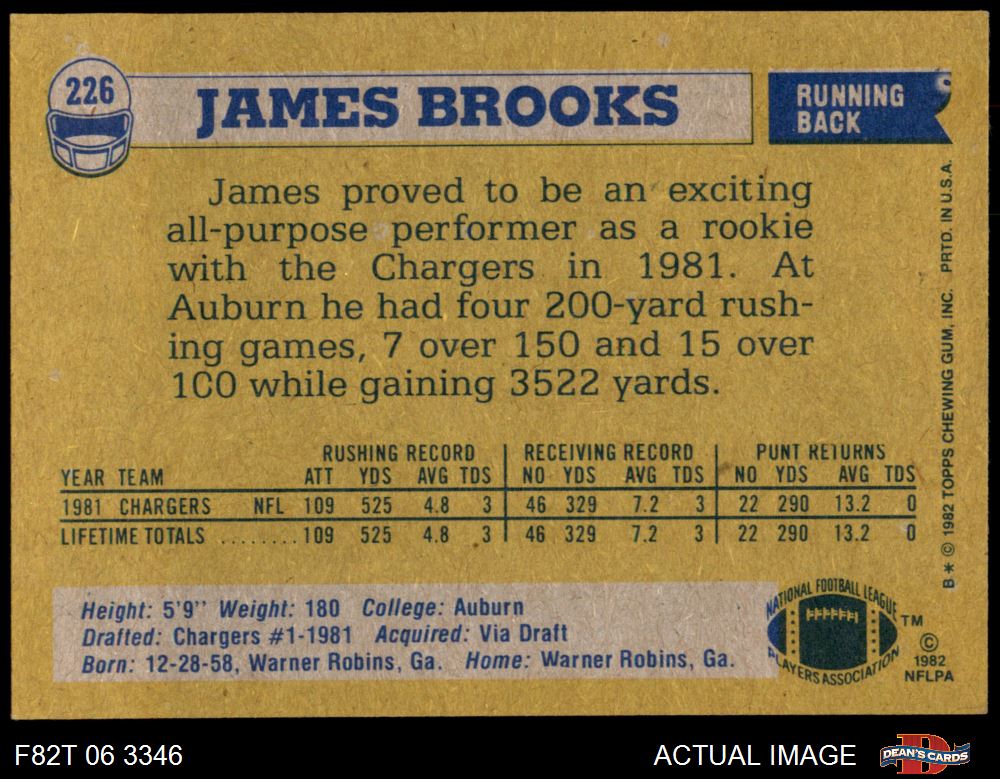 226
JAMES BROOKS
RUNNING
BACK
James proved to be an exciting
all-purpose performer as a rookie
with the Chargers in 1981. At
Auburn he had four 200-yard rush-
ing games, 7 over 150 and 15 over
100 while gaining 3522 yards.
RUSHING RECORD RECEIVING RECORD PUNT RETURNS
YEAR TEAM ATT YDS AVG TDS NO YDS AVG TDS NO YDS AVG TDS
1981 CHARGERS NFL 109 525 4.8 3 46 329 7.2 3 22 290 13.2 0
LIFETIME TOTALS ........ 109 525 4.8 3 46 329 7.2 3 22 290 13.2 0
Height: 5'9" Weight: 180 College: Auburn
Drafted: Chargers #1-1981 Acquired: Via Draft
Born: 12-28-58, Warner Robins, Ga. Home: Warner Robins, Ga.
NATIONAL FOOTBALL LEAGUE
PLAYERS ASSOCIATION
TM
©
1982
NFLPA
B* © 1982 TOPPS CHEWING GUM, INC. PRTD. IN U.S.A.
F82T 06 3346
ACTUAL IMAGE
DEAN'S CARDS